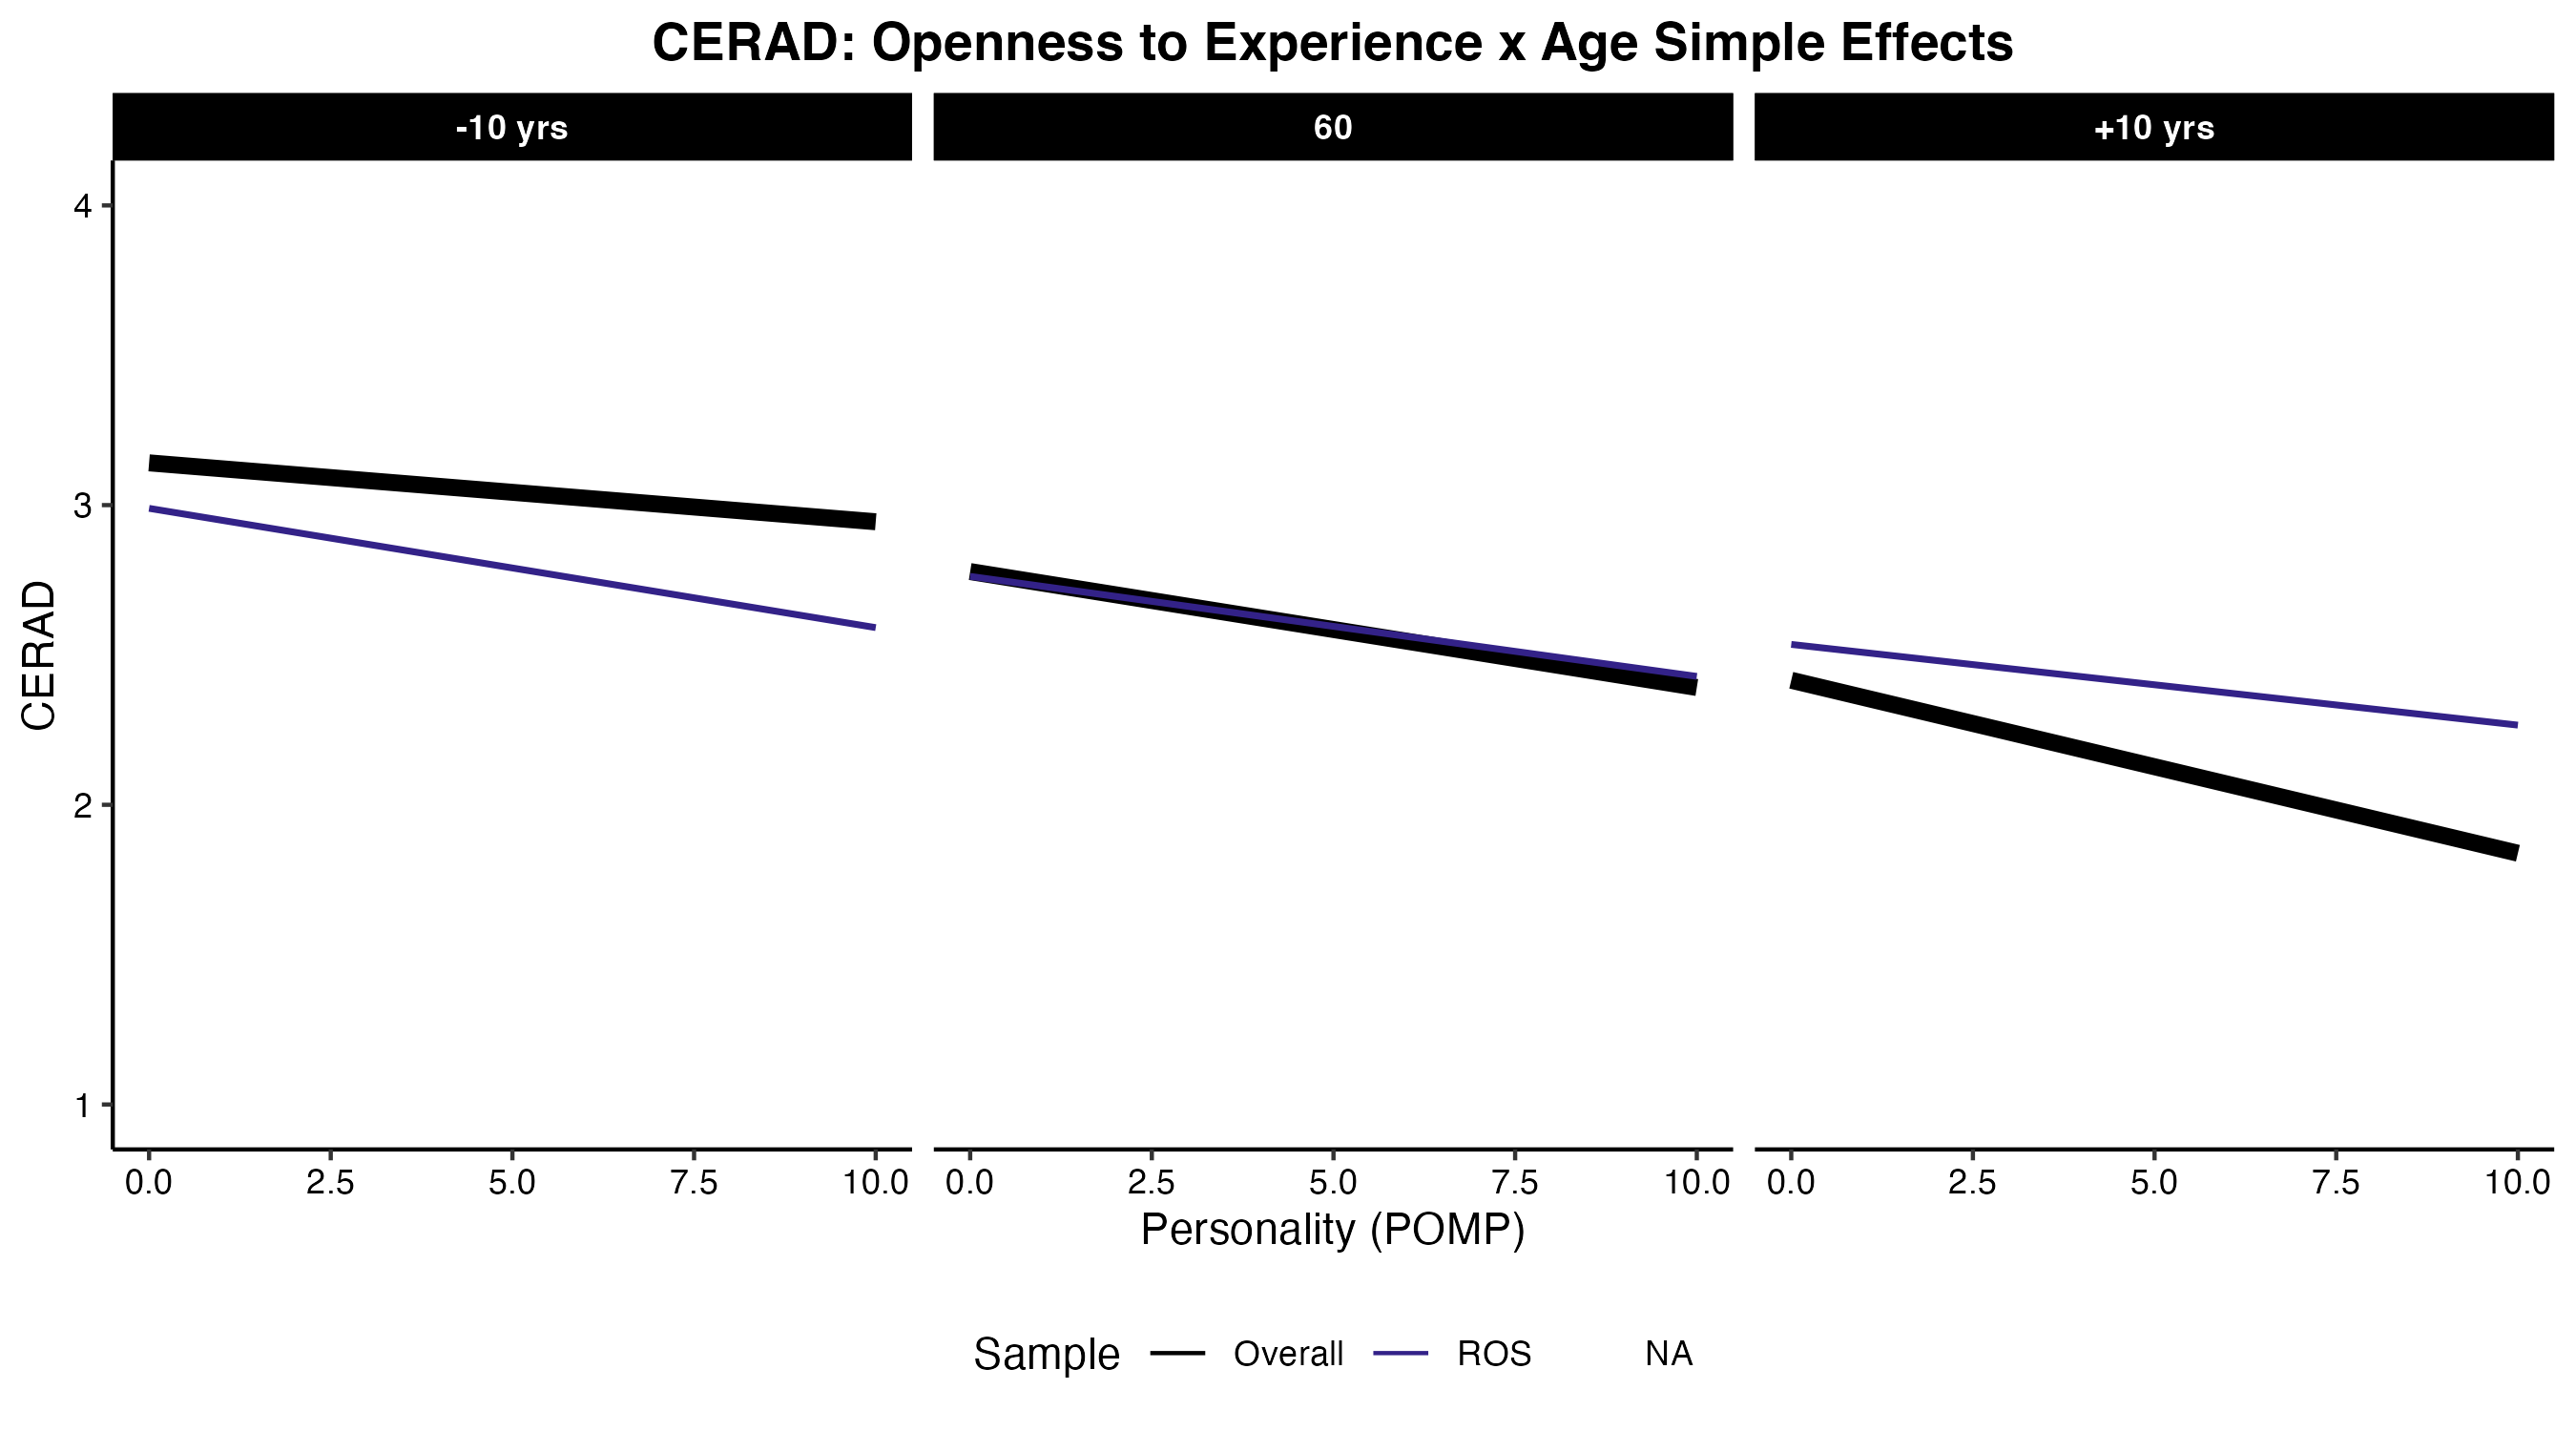 CERAD: Openness to Experience x Age Simple Effects
-10 yrs 60 +10 yrs
4
3
2
1
CERAD
0.0 2.5 5.0 7.5 10.0 0.0 2.5 5.0 7.5 10.0 0.0 2.5 5.0 7.5 10.0
Personality (POMP)
Sample Overall ROS NA